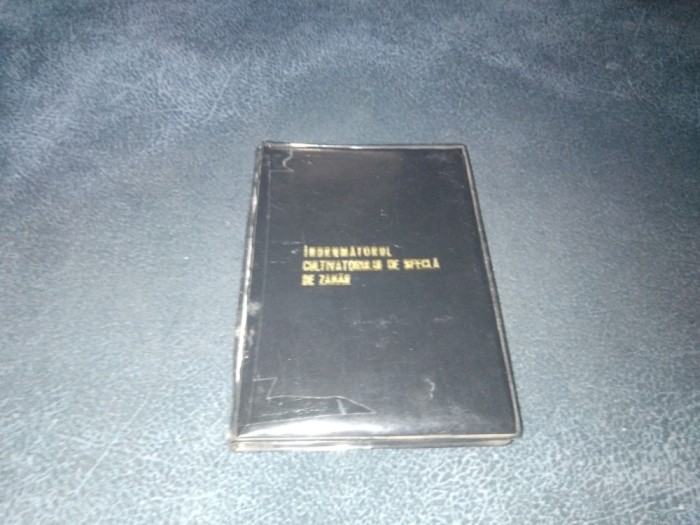 ÎNDRUMĂTORUL
CULTIVATORULUI DE SFECLĂ
DE ZAHĂR